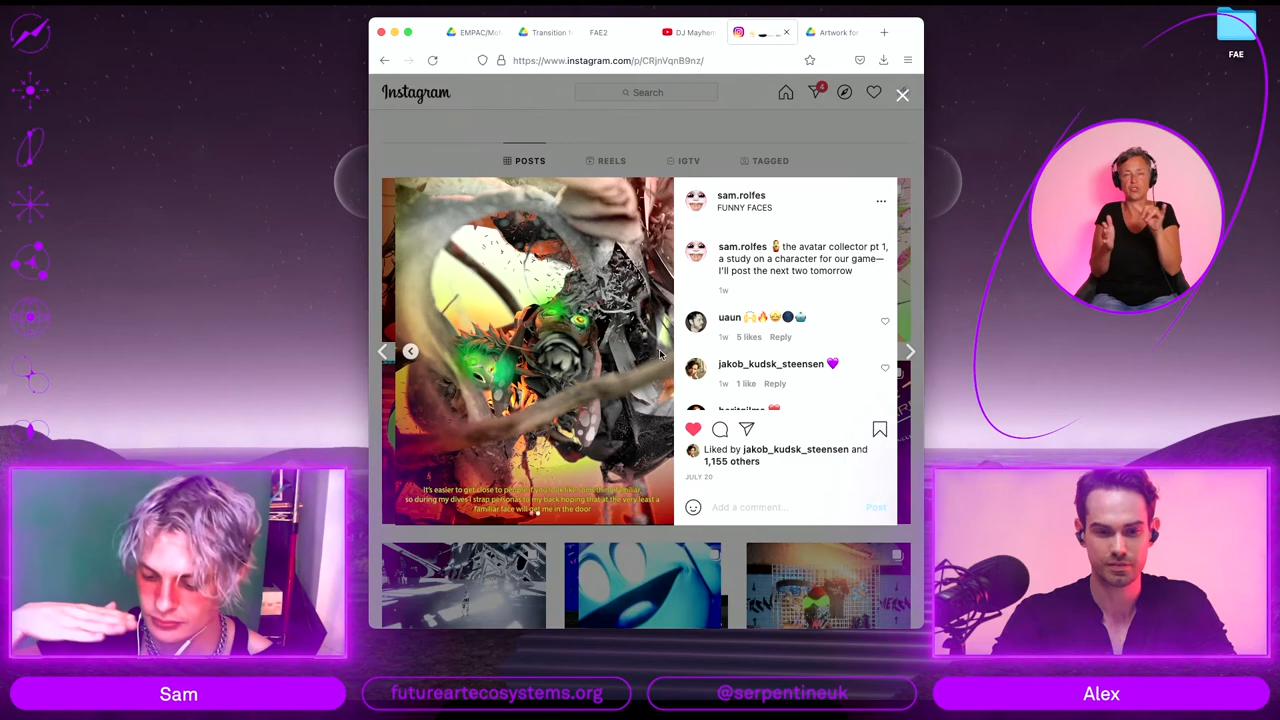 EMPAC/Mot
Transition f
FAE2
DJ Mayhem
Artwork for
https://www.instagram.com/p/CRjnVqnB9nz/
FAE
Instagram
Search
4
POSTS
REELS
IGTV
TAGGED
sam.rolfes
FUNNY FACES
sam.rolfes 🧜‍♀️ the avatar collector pt 1,
a study on a character for our game—
I'll post the next two tomorrow
1w
uaun 🙌🔥🤩🌑
1w 5 likes Reply
jakob_kudsk_steensen 💜
1w 1 like Reply
Liked by jakob_kudsk_steensen and
1,155 others
JULY 20
Add a comment...
Post
It's easier to get close to people if you look like something familiar,
so during my dives I strap personas to my back hoping that at the very least a
familiar face will get me in the door
Sam
futureartecosystems.org
@serpentineuk
Alex